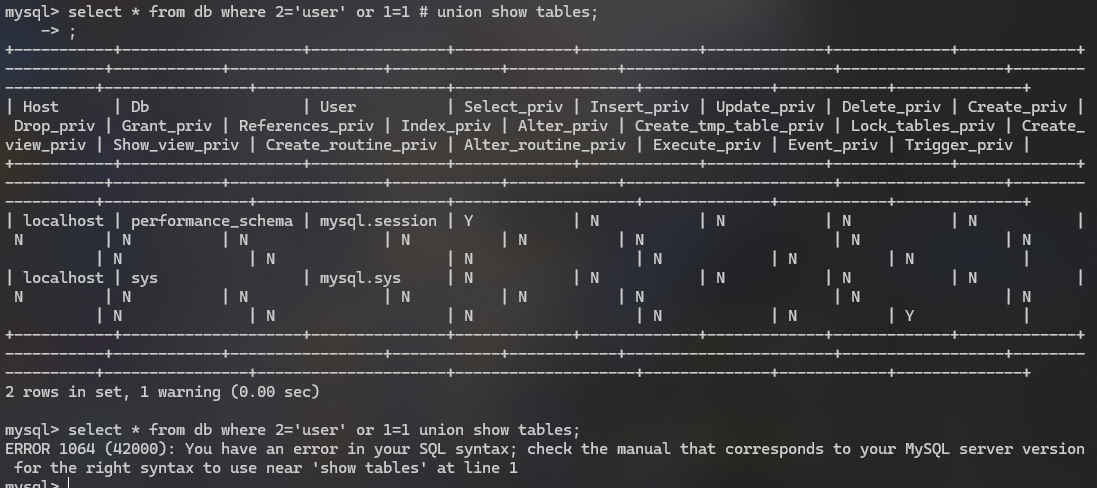 mysql> select * from db where 2='user' or 1=1 # union show tables;
    -> ;
+-----------+--------------------+---------------+-------------+-------------+-------------+-------------+-------------+
-----------+------------+-----------------+------------+------------+-----------------------+------------------+--------
----------+----------------+---------------------+--------------------+--------------+------------+--------------+
| Host      | Db                 | User          | Select_priv | Insert_priv | Update_priv | Delete_priv | Create_priv |
 Drop_priv | Grant_priv | References_priv | Index_priv | Alter_priv | Create_tmp_table_priv | Lock_tables_priv | Create_
view_priv | Show_view_priv | Create_routine_priv | Alter_routine_priv | Execute_priv | Event_priv | Trigger_priv |
+-----------+--------------------+---------------+-------------+-------------+-------------+-------------+-------------+
-----------+------------+-----------------+------------+------------+-----------------------+------------------+--------
----------+----------------+---------------------+--------------------+--------------+------------+--------------+
| localhost | performance_schema | mysql.session | Y           | N           | N           | N           | N           |
 N         | N          | N               | N          | N          | N                     | N                | N
          | N              | N                   | N                  | N            | N          | N            |
| localhost | sys                | mysql.sys     | N           | N           | N           | N           | N           |
 N         | N          | N               | N          | N          | N                     | N                | N
          | N              | N                   | N                  | N            | N          | Y            |
+-----------+--------------------+---------------+-------------+-------------+-------------+-------------+-------------+
-----------+------------+-----------------+------------+------------+-----------------------+------------------+--------
----------+----------------+---------------------+--------------------+--------------+------------+--------------+
2 rows in set, 1 warning (0.00 sec)
mysql> select * from db where 2='user' or 1=1 union show tables;
ERROR 1064 (42000): You have an error in your SQL syntax; check the manual that corresponds to your MySQL server version
 for the right syntax to use near 'show tables' at line 1
mysql>